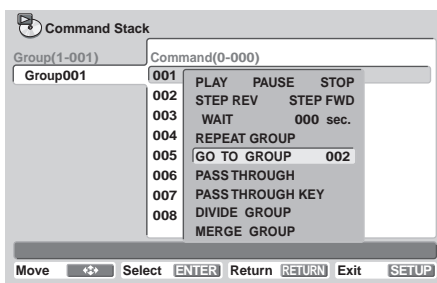 Command Stack
Group(1-001) Command(0-000)
Group001
001
002
003
004
005
006
007
008
PLAY PAUSE STOP
STEP REV STEP FWD
WAIT 000 sec.
REPEAT GROUP
GO TO GROUP 002
PASS THROUGH
PASS THROUGH KEY
DIVIDE GROUP
MERGE GROUP
Move Select ENTER Return RETURN Exit SETUP